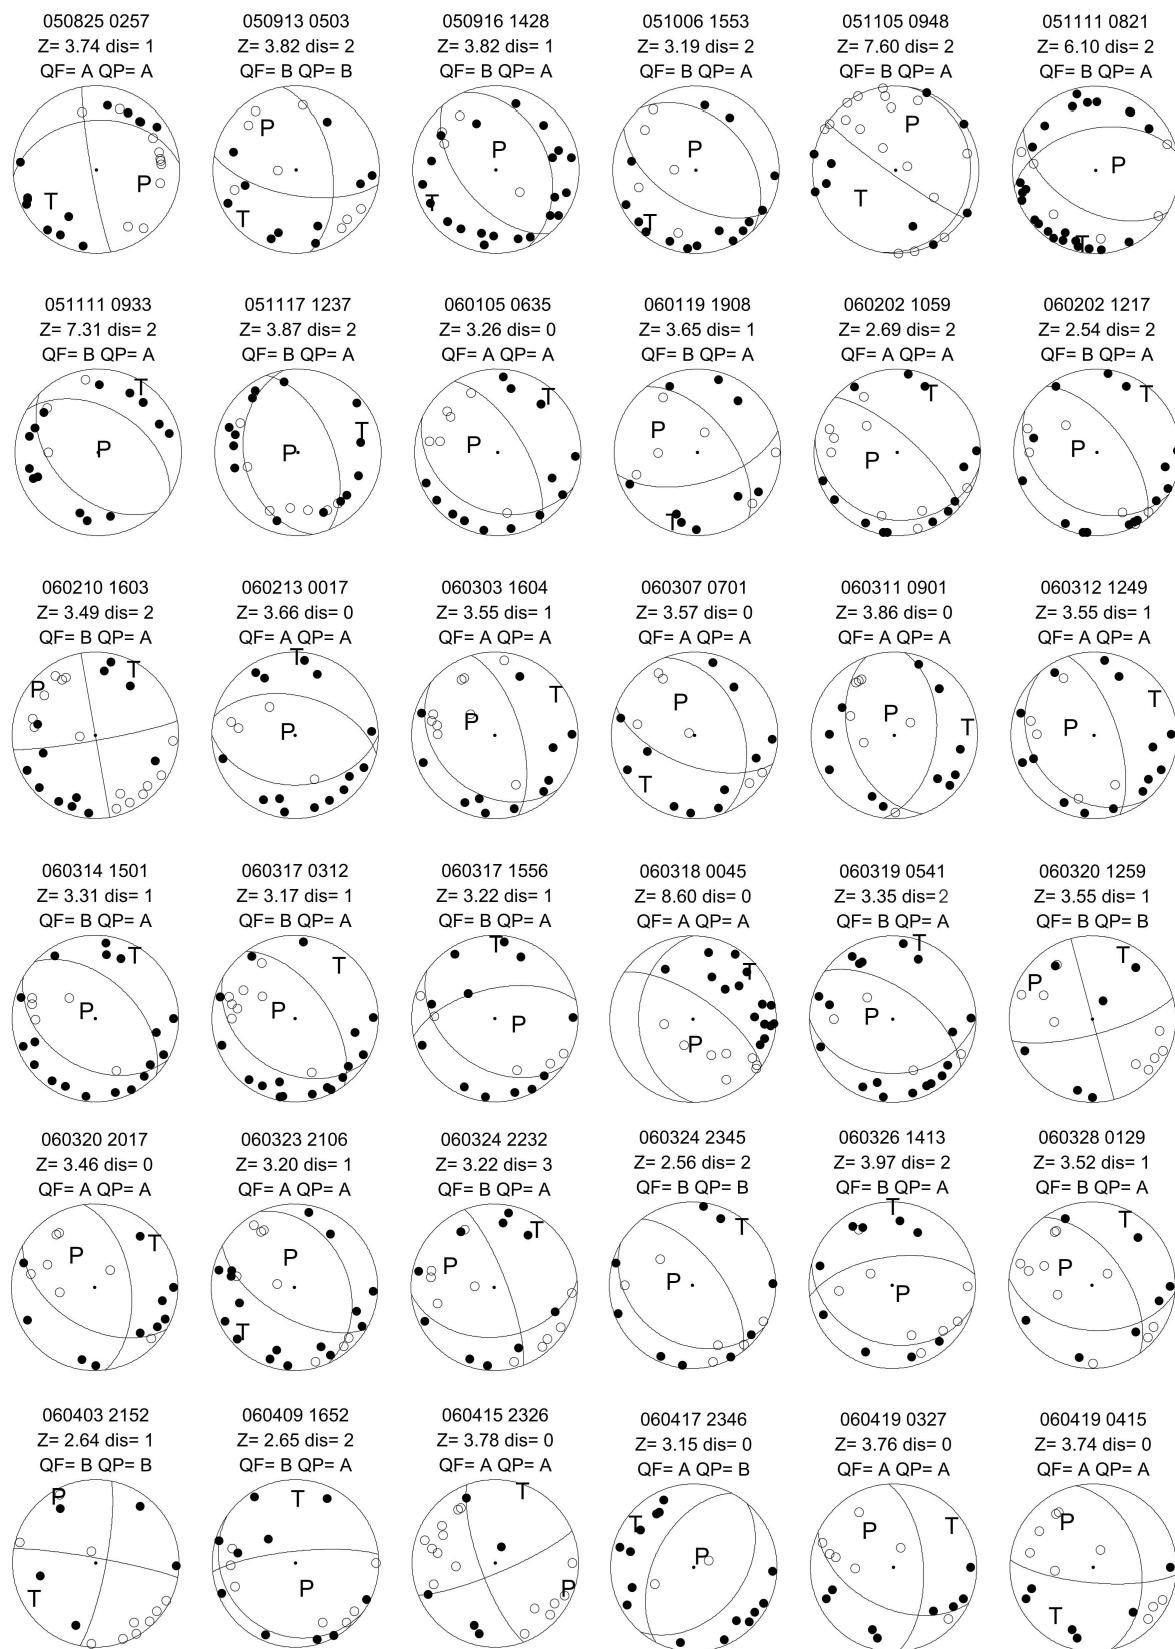 050825 0257
Z= 3.74 dis= 1
QF= A QP= A
P
T
050913 0503
Z= 3.82 dis= 2
QF= B QP= B
P
T
050916 1428
Z= 3.82 dis= 1
QF= B QP= A
P
T
051006 1553
Z= 3.19 dis= 2
QF= B QP= A
P
T
051105 0948
Z= 7.60 dis= 2
QF= B QP= A
P
T
051111 0821
Z= 6.10 dis= 2
QF= B QP= A
P
T
051111 0933
Z= 7.31 dis= 2
QF= B QP= A
T
P
051117 1237
Z= 3.87 dis= 2
QF= B QP= A
T
P
060105 0635
Z= 3.26 dis= 0
QF= A QP= A
T
P
060119 1908
Z= 3.65 dis= 1
QF= B QP= A
P
T
060202 1059
Z= 2.69 dis= 2
QF= A QP= A
T
P
060202 1217
Z= 2.54 dis= 2
QF= B QP= A
T
P
060210 1603
Z= 3.49 dis= 2
QF= B QP= A
T
P
060213 0017
Z= 3.66 dis= 0
QF= A QP= A
T
P
060303 1604
Z= 3.55 dis= 1
QF= A QP= A
T
P
060307 0701
Z= 3.57 dis= 0
QF= A QP= A
P
T
060311 0901
Z= 3.86 dis= 0
QF= A QP= A
P
T
060312 1249
Z= 3.55 dis= 1
QF= A QP= A
T
P
060314 1501
Z= 3.31 dis= 1
QF= B QP= A
T
P
060317 0312
Z= 3.17 dis= 1
QF= B QP= A
T
P
060317 1556
Z= 3.22 dis= 1
QF= B QP= A
T
P
060318 0045
Z= 8.60 dis= 0
QF= A QP= A
T
P
060319 0541
Z= 3.35 dis= 2
QF= B QP= A
T
P
060320 1259
Z= 3.55 dis= 1
QF= B QP= B
T
P
060320 2017
Z= 3.46 dis= 0
QF= A QP= A
T
P
060323 2106
Z= 3.20 dis= 1
QF= A QP= A
P
T
060324 2232
Z= 3.22 dis= 3
QF= B QP= A
T
P
060324 2345
Z= 2.56 dis= 2
QF= B QP= B
T
P
060326 1413
Z= 3.97 dis= 2
QF= B QP= A
T
P
060328 0129
Z= 3.52 dis= 1
QF= B QP= A
T
P
060403 2152
Z= 2.64 dis= 1
QF= B QP= B
P
T
060409 1652
Z= 2.65 dis= 2
QF= B QP= A
T
P
060415 2326
Z= 3.78 dis= 0
QF= A QP= A
T
P
060417 2346
Z= 3.15 dis= 0
QF= A QP= B
T
P
060419 0327
Z= 3.76 dis= 0
QF= A QP= A
T
P
060419 0415
Z= 3.74 dis= 0
QF= A QP= A
P
T